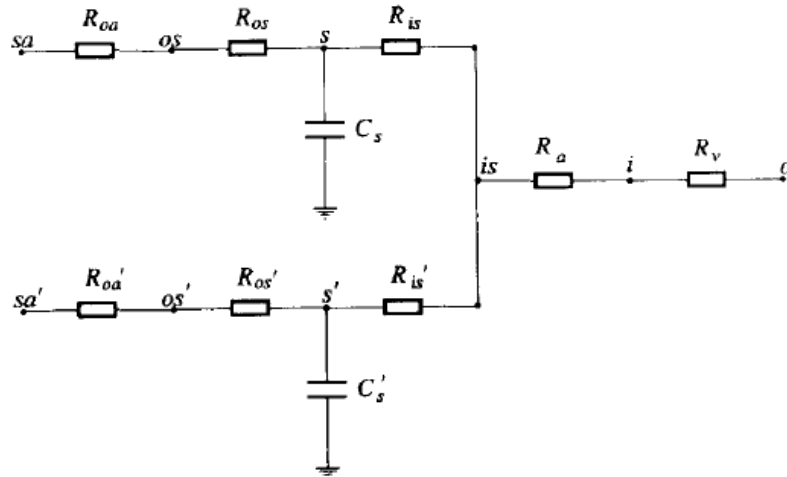 R_oa R_os R_is
sa os s
C_s
is R_a i R_v o
R_oa' R_os' R_is'
sa' os' s'
C_s'